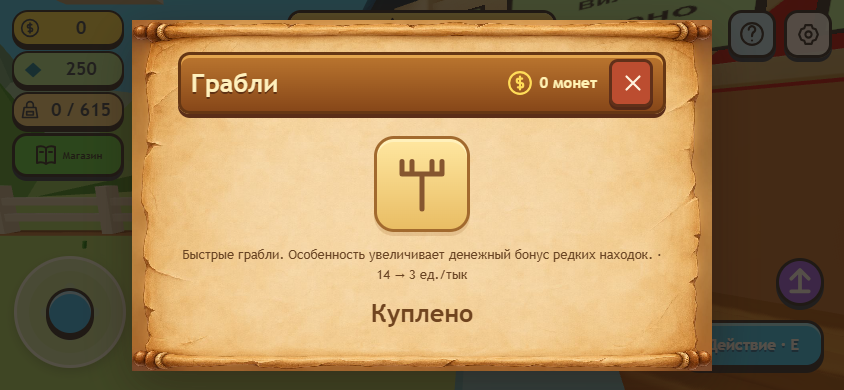 0
250
0 / 615
Магазин
Грабли
0 монет
Быстрые грабли. Особенность увеличивает денежный бонус редких находок. ·
14 → 3 ед./тык
Куплено
Действие · E